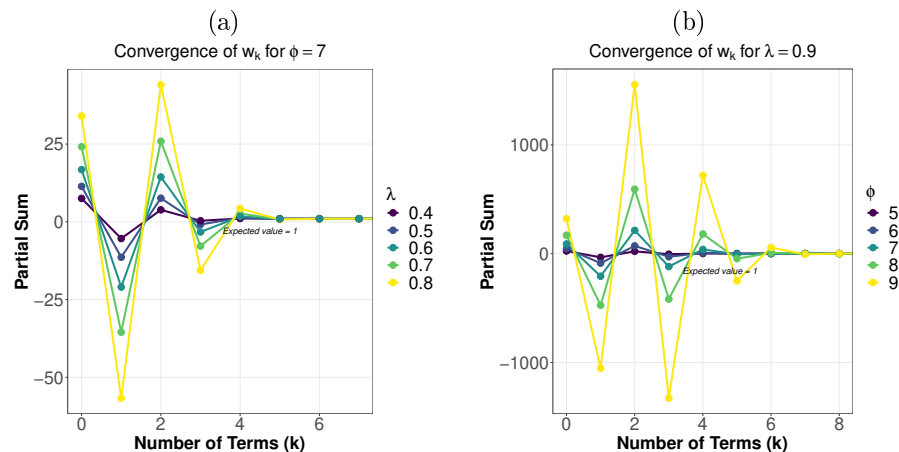 (a)
Convergence of wₖ for ϕ = 7
Partial Sum
25
0
−25
−50
Expected value = 1
0 2 4 6
Number of Terms (k)
λ
0.4
0.5
0.6
0.7
0.8
(b)
Convergence of wₖ for λ = 0.9
Partial Sum
1000
0
−1000
Expected value = 1
0 2 4 6 8
Number of Terms (k)
ϕ
5
6
7
8
9